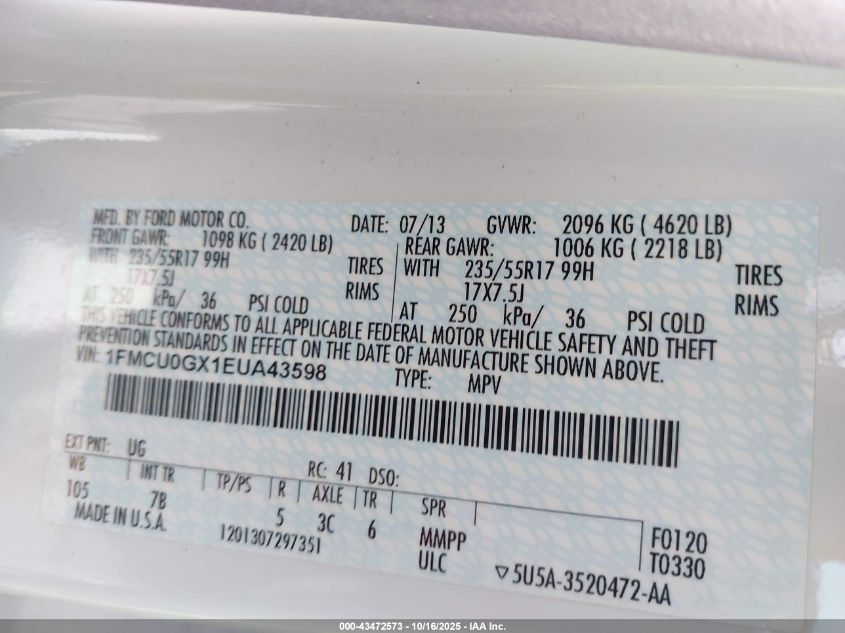 MFD. BY FORD MOTOR CO. DATE: 07/13 GVWR: 2096 KG ( 4620 LB)
FRONT GAWR: 1098 KG ( 2420 LB) REAR GAWR: 1006 KG ( 2218 LB)
WITH 235/55R17 99H TIRES WITH 235/55R17 99H TIRES
17X7.5J RIMS 17X7.5J RIMS
AT 250 kPa/ 36 PSI COLD AT 250 kPa/ 36 PSI COLD
THIS VEHICLE CONFORMS TO ALL APPLICABLE FEDERAL MOTOR VEHICLE SAFETY AND THEFT
PREVENTION STANDARDS IN EFFECT ON THE DATE OF MANUFACTURE SHOWN ABOVE.
VIN: 1FMCU0GX1EUA43598 TYPE: MPV
EXT PNT: UG RC: 41 DSO:
WB INT TR TP/PS R AXLE TR SPR
105 7B 5 3C 6 MMPP F0120
MADE IN U.S.A. 1201307297351 ULC T0330
▽5U5A-3520472-AA
000-43472573 - 10/16/2025 - IAA Inc.